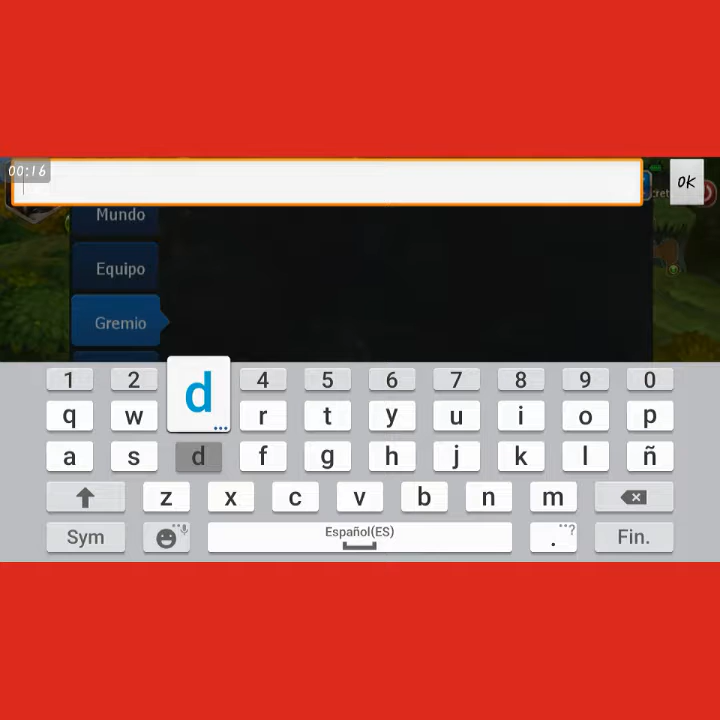 00:16
OK
cret
Mundo
Equipo
Gremio
1 2 d 4 5 6 7 8 9 0
q w r t y u i o p
a s d f g h j k l ñ
z x c v b n m
Sym Español(ES) . ? Fin.